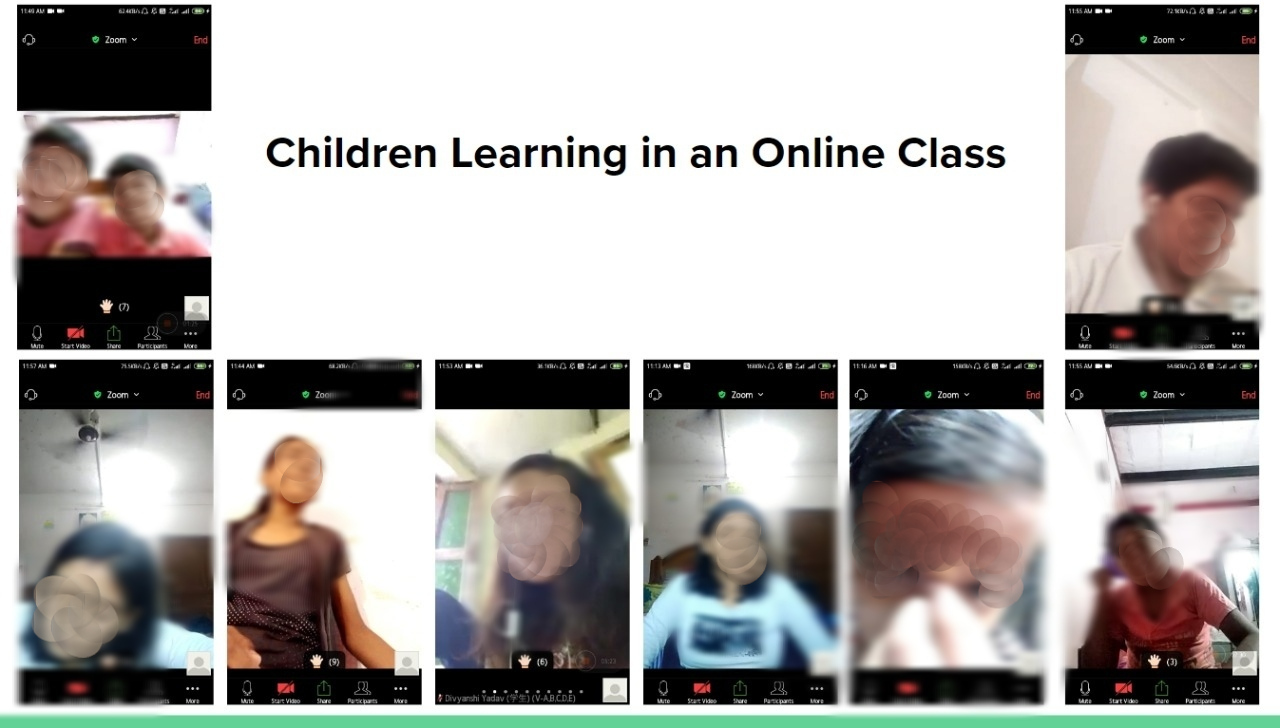 11:49 AM
Zoom
End
(7)
Mute Start Video Share Participants More
Children Learning in an Online Class
11:55 AM
Zoom
End
Mute
More
11:57 AM
Zoom
End
More
11:44 AM
(9)
Mute Start Video Share Participants More
11:53 AM
Zoom
End
(6)
Divyanshi Yadav (学生) (V-A,B,C,D,E)
11:13 AM
Zoom
End
Mute Start Video Share Participants More
11:16 AM
Zoom
End
11:55 AM
Zoom
End
(3)
Mute Start Video Share Participants More